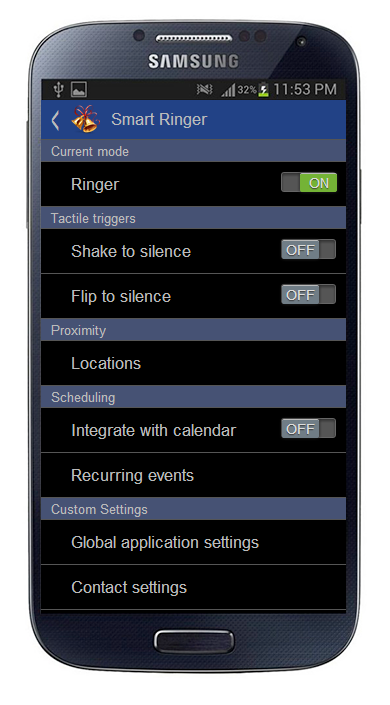 SAMSUNG
32% 11:53 PM
Smart Ringer
Current mode
Ringer ON
Tactile triggers
Shake to silence OFF
Flip to silence OFF
Proximity
Locations
Scheduling
Integrate with calendar OFF
Recurring events
Custom Settings
Global application settings
Contact settings